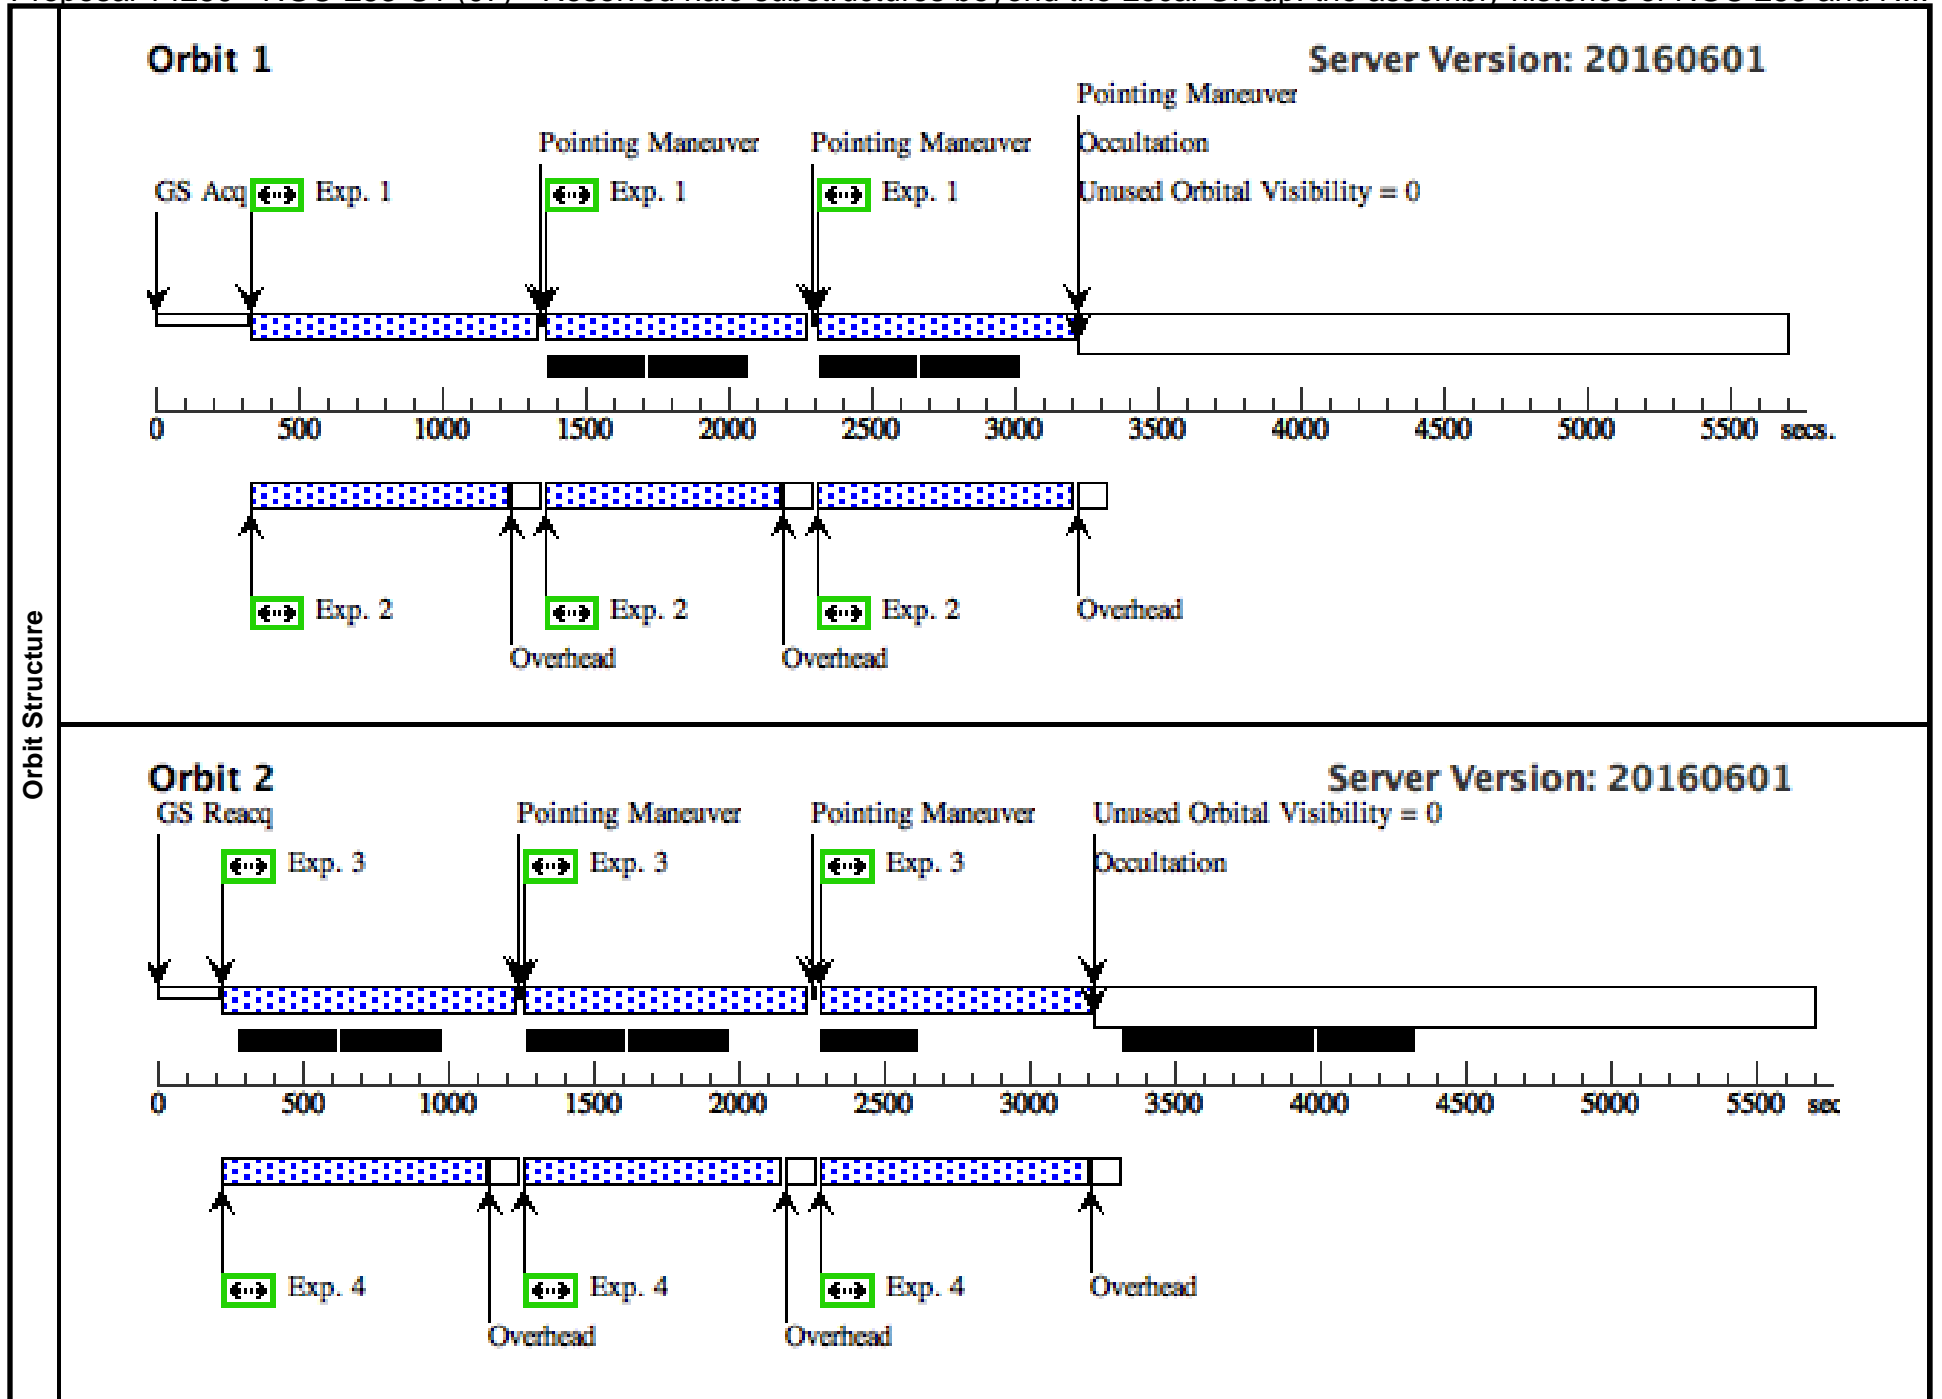 Orbit Structure
Orbit 1
Server Version: 20160601
Pointing Maneuver
Pointing Maneuver Pointing Maneuver Occultation
GS Acq Exp. 1 Exp. 1 Exp. 1 Unused Orbital Visibility = 0
0 500 1000 1500 2000 2500 3000 3500 4000 4500 5000 5500 secs.
Exp. 2 Exp. 2 Exp. 2 Overhead
Overhead Overhead
Orbit 2
Server Version: 20160601
GS Reacq Pointing Maneuver Pointing Maneuver Unused Orbital Visibility = 0
Exp. 3 Exp. 3 Exp. 3 Occultation
0 500 1000 1500 2000 2500 3000 3500 4000 4500 5000 5500 sec
Exp. 4 Exp. 4 Exp. 4 Overhead
Overhead Overhead